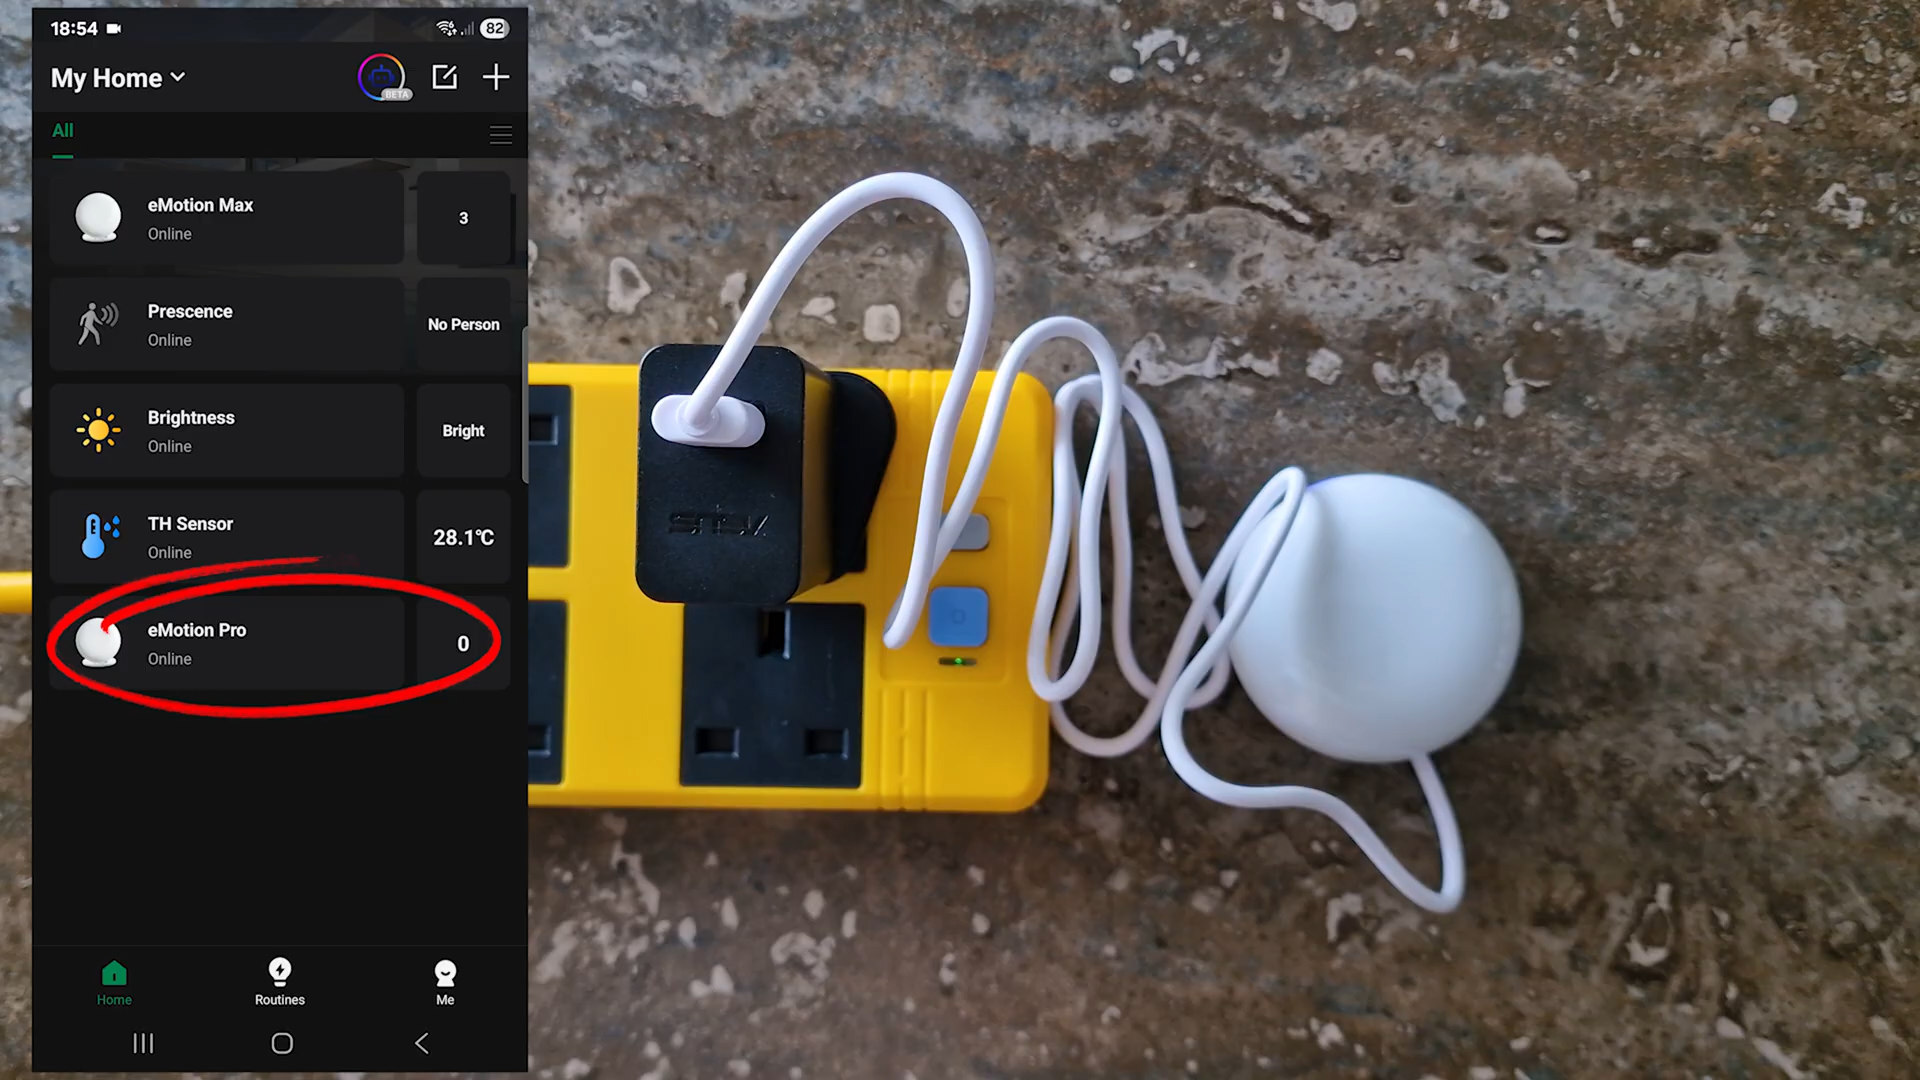 18:54
82
My Home
BETA
All
eMotion Max
Online
3
Prescence
Online
No Person
Brightness
Online
Bright
TH Sensor
Online
28.1℃
eMotion Pro
Online
0
Home
Routines
Me